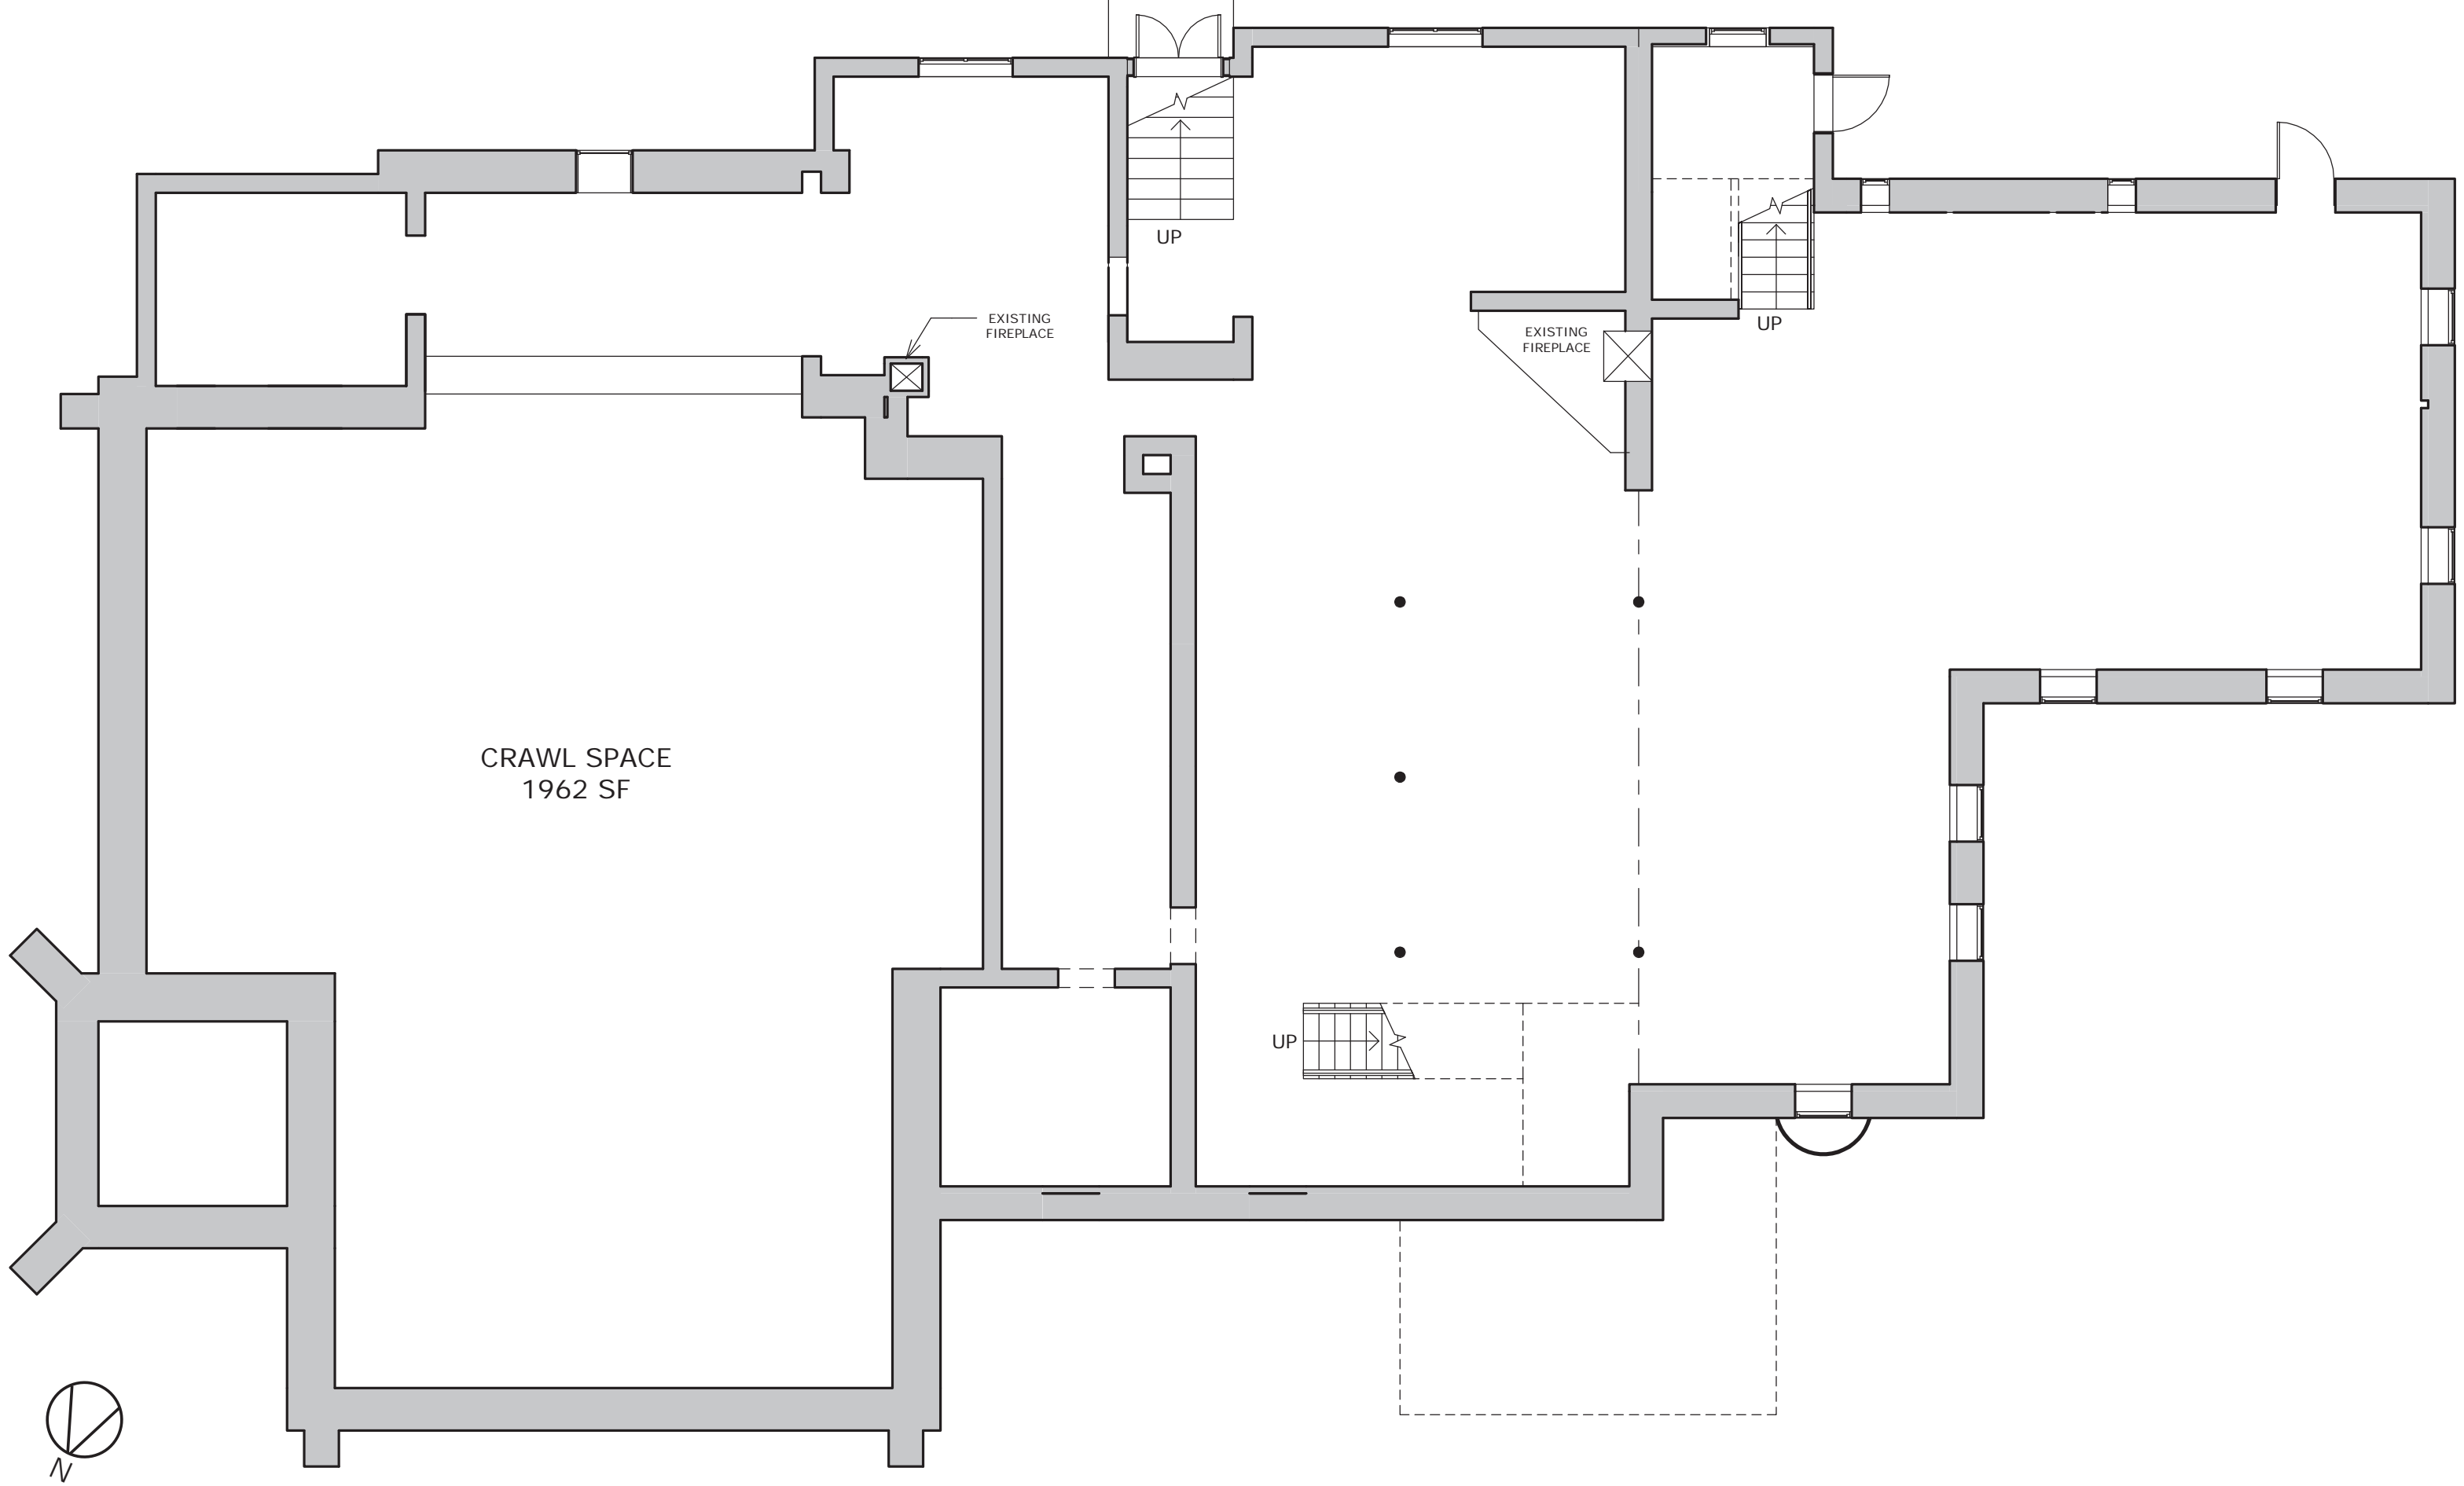 UP
EXISTING
FIREPLACE
EXISTING
FIREPLACE
UP
CRAWL SPACE
1962 SF
UP
N